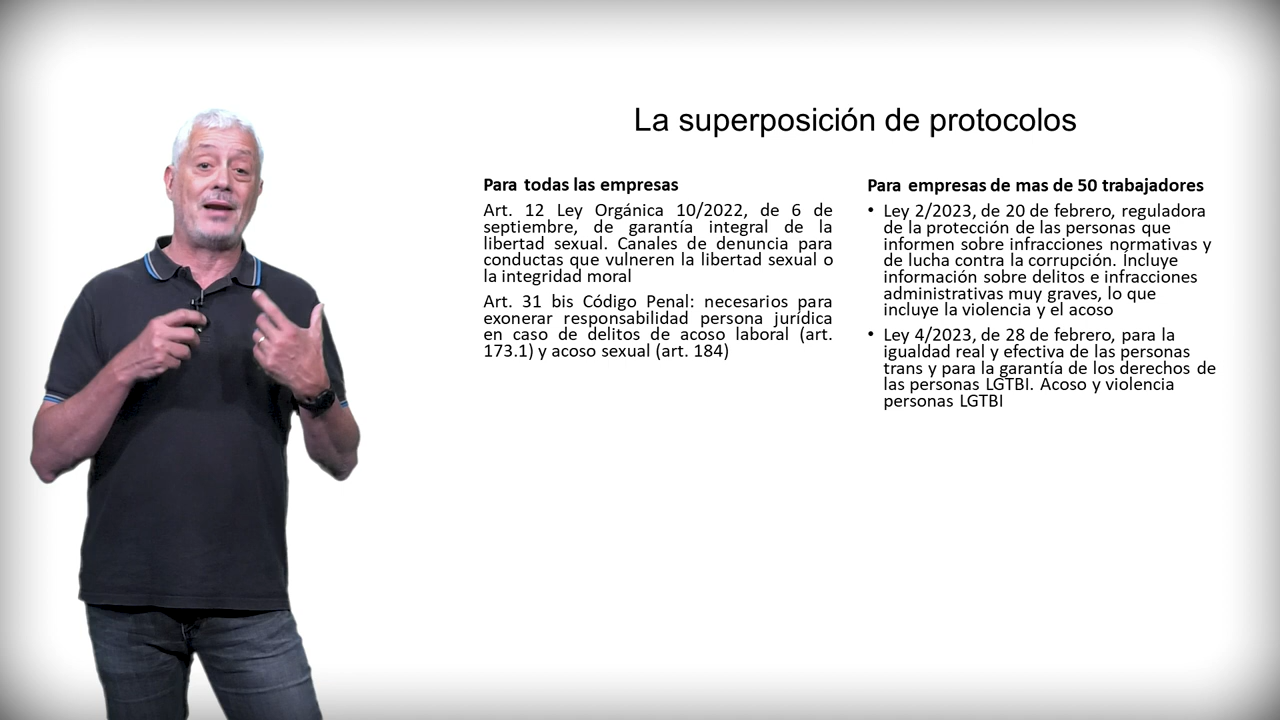 La superposición de protocolos
Para todas las empresas
Art. 12 Ley Orgánica 10/2022, de 6 de
septiembre, de garantía integral de la
libertad sexual. Canales de denuncia para
conductas que vulneren la libertad sexual o
la integridad moral
Art. 31 bis Código Penal: necesarios para
exonerar responsabilidad persona jurídica
en caso de delitos de acoso laboral (art.
173.1) y acoso sexual (art. 184)
Para empresas de mas de 50 trabajadores
• Ley 2/2023, de 20 de febrero, reguladora
de la protección de las personas que
informen sobre infracciones normativas y
de lucha contra la corrupción. Incluye
información sobre delitos e infracciones
administrativas muy graves, lo que
incluye la violencia y el acoso
• Ley 4/2023, de 28 de febrero, para la
igualdad real y efectiva de las personas
trans y para la garantía de los derechos de
las personas LGTBI. Acoso y violencia
personas LGTBI